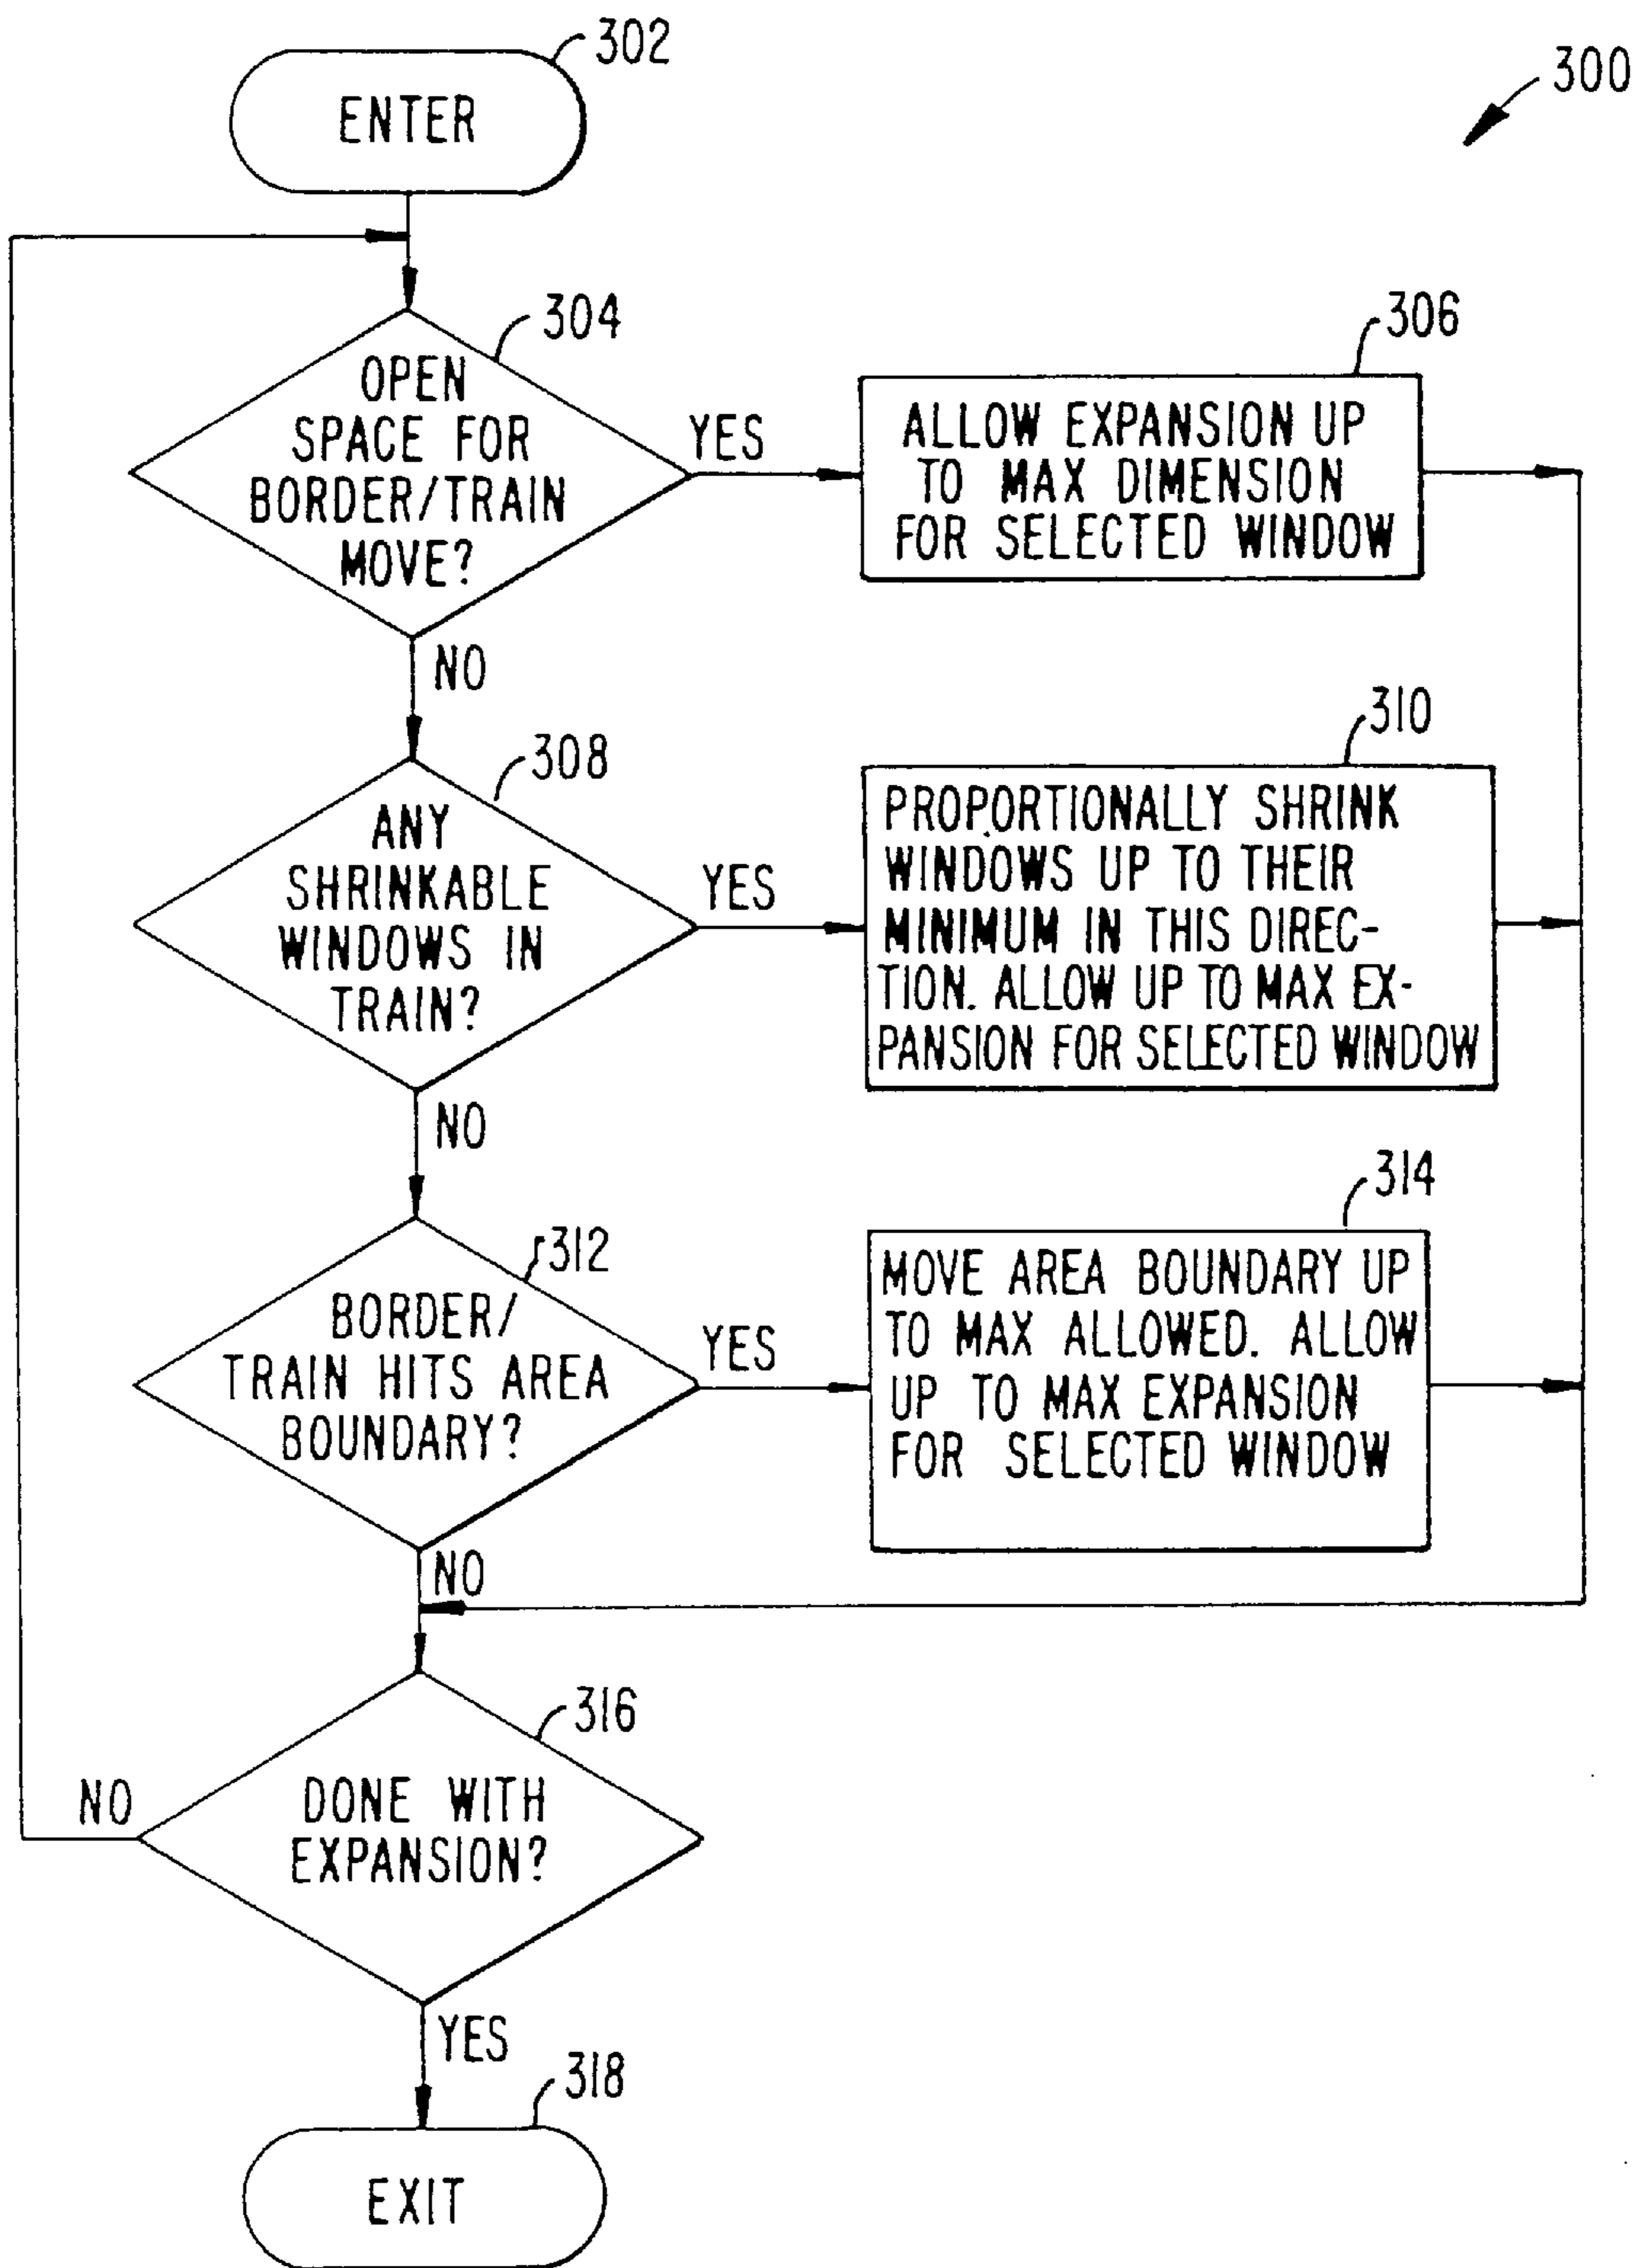 302
300
ENTER
304
OPEN
SPACE FOR
BORDER/TRAIN
MOVE?
YES
306
ALLOW EXPANSION UP
TO MAX DIMENSION
FOR SELECTED WINDOW
NO
308
ANY
SHRINKABLE
WINDOWS IN
TRAIN?
YES
310
PROPORTIONALLY SHRINK
WINDOWS UP TO THEIR
MINIMUM IN THIS DIREC-
TION. ALLOW UP TO MAX EX-
PANSION FOR SELECTED WINDOW
NO
312
BORDER/
TRAIN HITS AREA
BOUNDARY?
YES
314
MOVE AREA BOUNDARY UP
TO MAX ALLOWED. ALLOW
UP TO MAX EXPANSION
FOR SELECTED WINDOW
NO
316
DONE WITH
EXPANSION?
NO
YES
318
EXIT